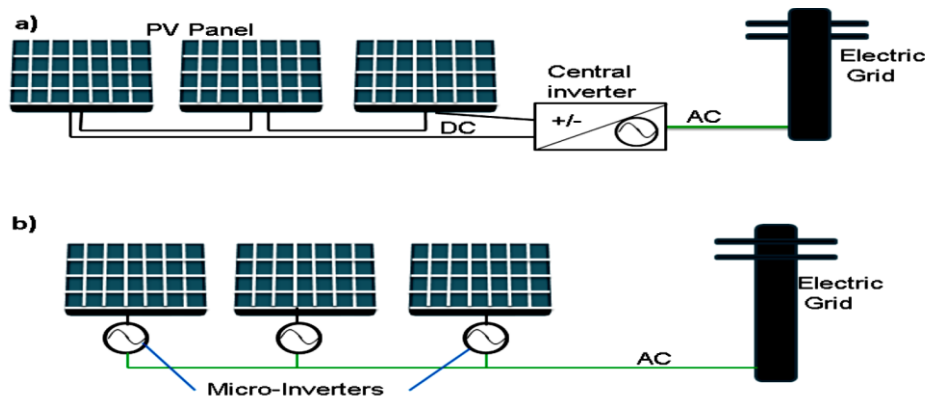 a)
PV Panel
Electric
Grid
Central
inverter
+/-
DC
AC
b)
Electric
Grid
AC
Micro-Inverters